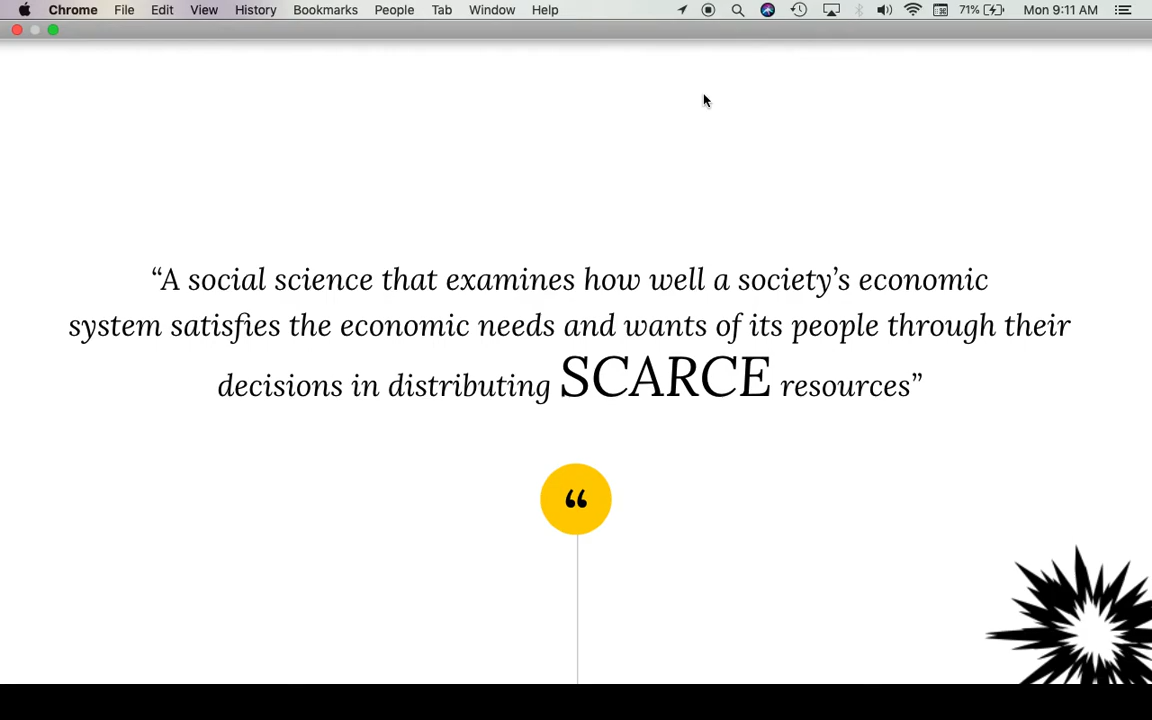 Chrome File Edit View History Bookmarks People Tab Window Help 71% Mon 9:11 AM
“A social science that examines how well a society’s economic
system satisfies the economic needs and wants of its people through their
decisions in distributing SCARCE resources”
“